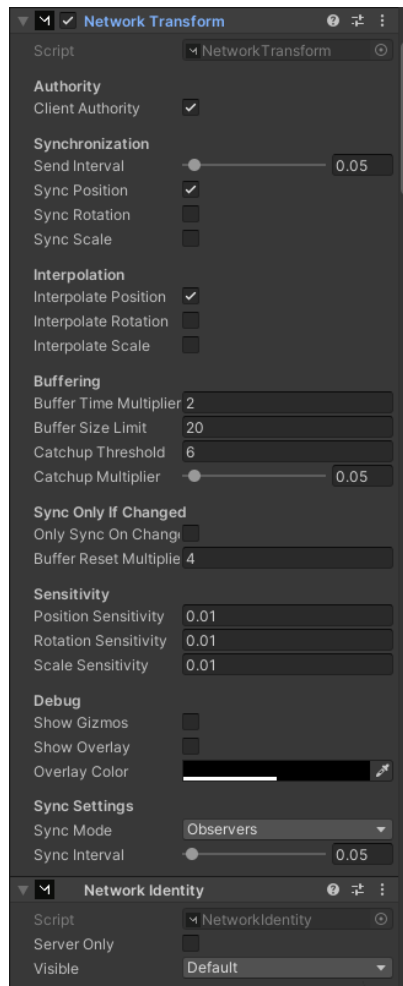 Network Transform
Script NetworkTransform
Authority
Client Authority
Synchronization
Send Interval 0.05
Sync Position
Sync Rotation
Sync Scale
Interpolation
Interpolate Position
Interpolate Rotation
Interpolate Scale
Buffering
Buffer Time Multiplier 2
Buffer Size Limit 20
Catchup Threshold 6
Catchup Multiplier 0.05
Sync Only If Changed
Only Sync On Chang
Buffer Reset Multiplie 4
Sensitivity
Position Sensitivity 0.01
Rotation Sensitivity 0.01
Scale Sensitivity 0.01
Debug
Show Gizmos
Show Overlay
Overlay Color
Sync Settings
Sync Mode Observers
Sync Interval 0.05
Network Identity
Script NetworkIdentity
Server Only
Visible Default